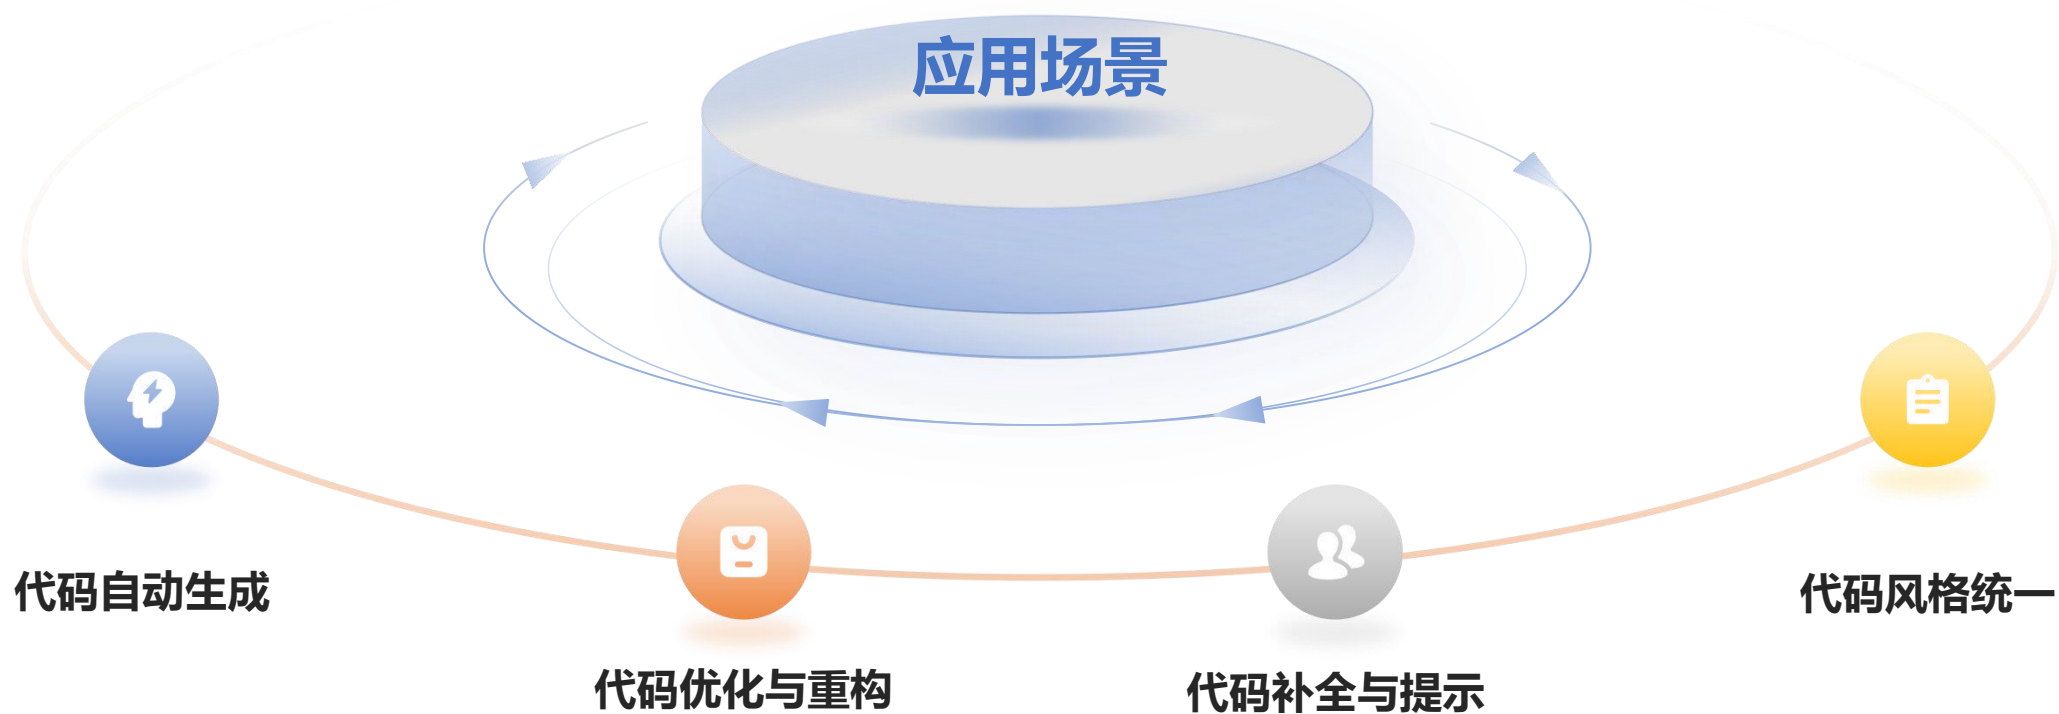 应用场景
代码自动生成
代码优化与重构
代码补全与提示
代码风格统一